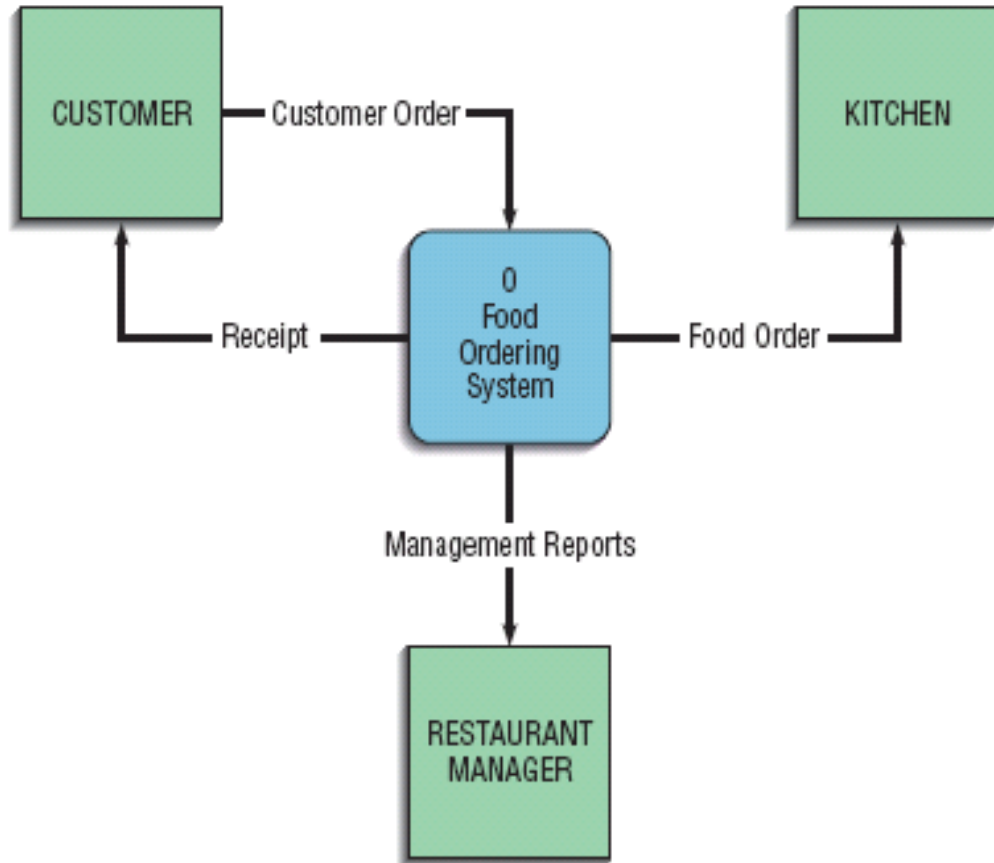 CUSTOMER
Customer Order
KITCHEN
0
Food
Ordering
System
Receipt
Food Order
Management Reports
RESTAURANT
MANAGER